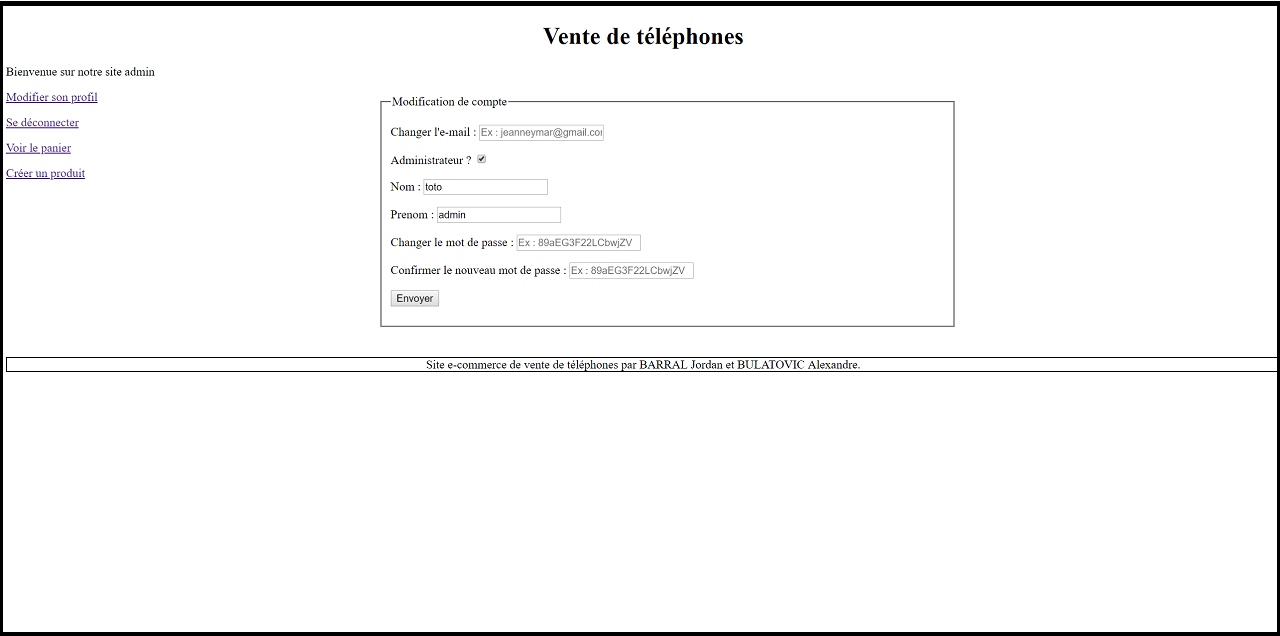 Vente de téléphones
Bienvenue sur notre site admin
Modifier son profil
Se déconnecter
Voir le panier
Créer un produit
Modification de compte
Changer l'e-mail : Ex : jeanneymar@gmail.com
Administrateur ?
Nom : toto
Prenom : admin
Changer le mot de passe : Ex : 89aEG3F22LCbwjZV
Confirmer le nouveau mot de passe : Ex : 89aEG3F22LCbwjZV
Envoyer
Site e-commerce de vente de téléphones par BARRAL Jordan et BULATOVIC Alexandre.